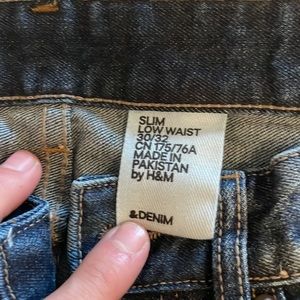 SLIM
LOW WAIST
30/32
CN 175/76A
MADE IN
PAKISTAN
by H&M
&DENIM